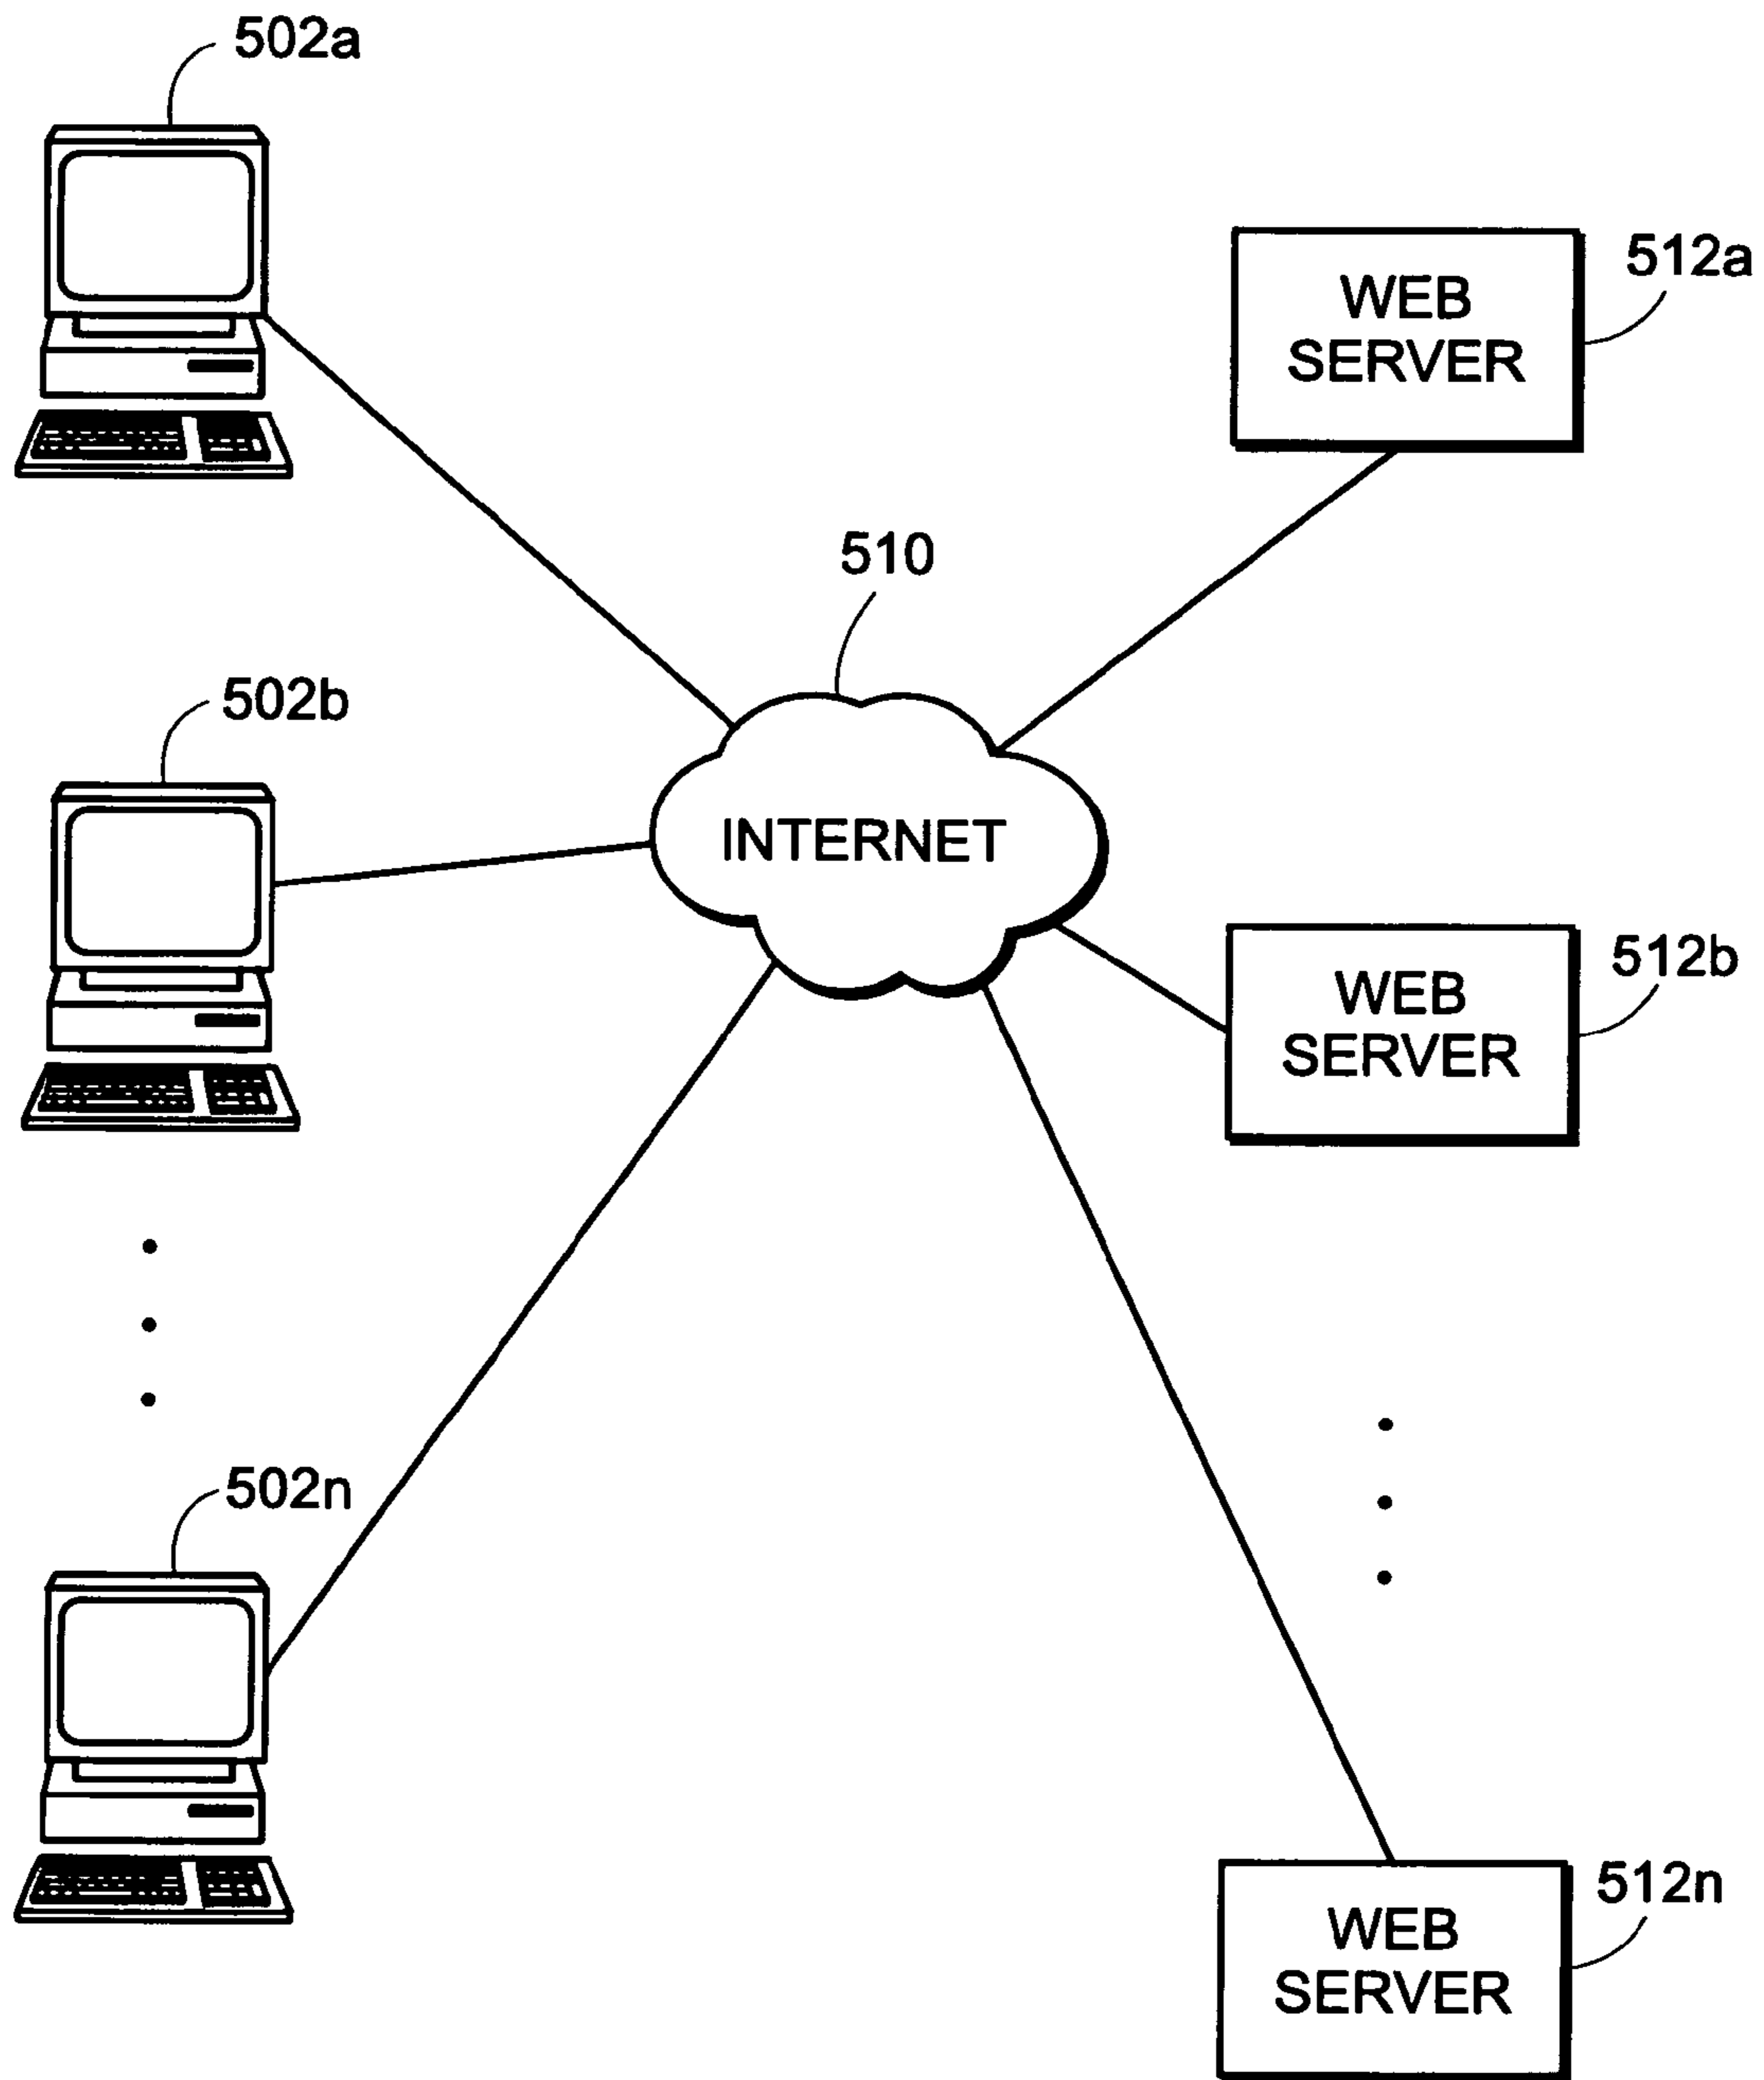 502a
512a
WEB
SERVER
510
502b
INTERNET
512b
WEB
SERVER
502n
512n
WEB
SERVER